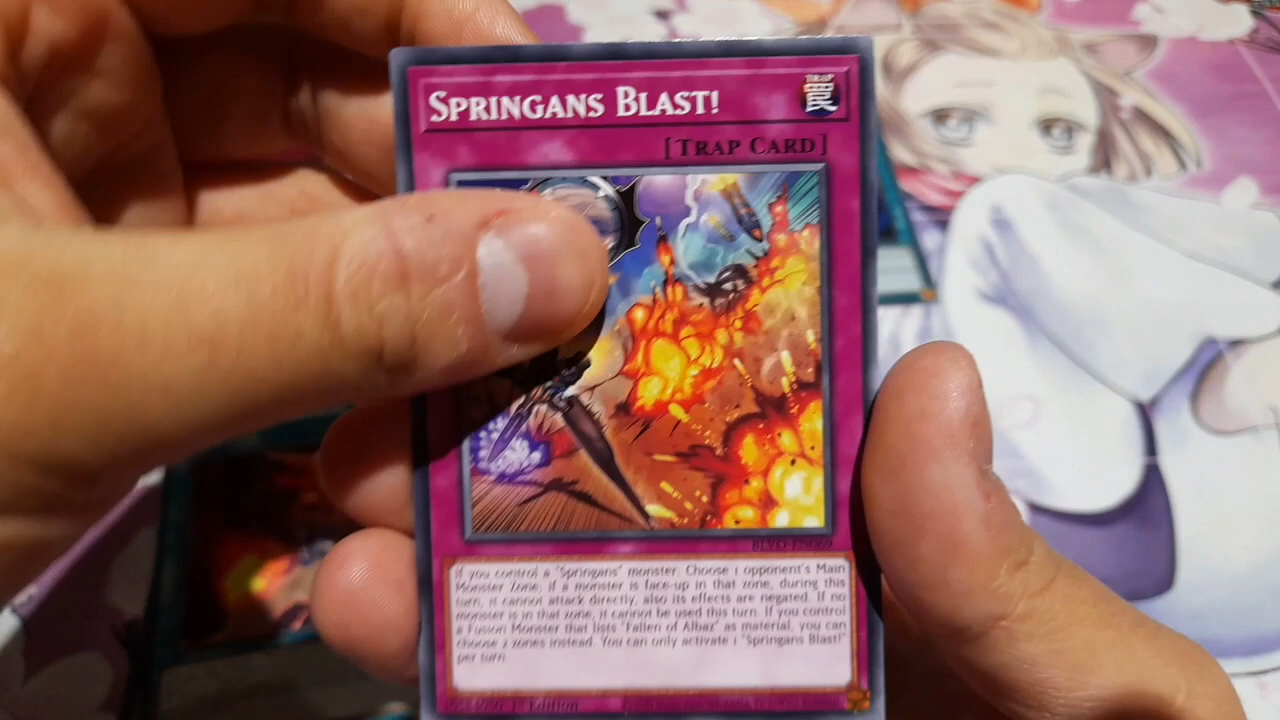 SPRINGANS BLAST!
TRAP
[TRAP CARD]
BLVO-EN069
If you control a "Springans" monster: Choose 1 opponent's Main
Monster Zone; if a monster is face-up in that zone, during this
turn, it cannot attack directly, also its effects are negated. If no
monster is in that zone, it cannot be used this turn. If you control
a Fusion Monster that lists "Fallen of Albaz" as material, you can
choose 2 zones instead. You can only activate 1 "Springans Blast!"
per turn.
1st Edition